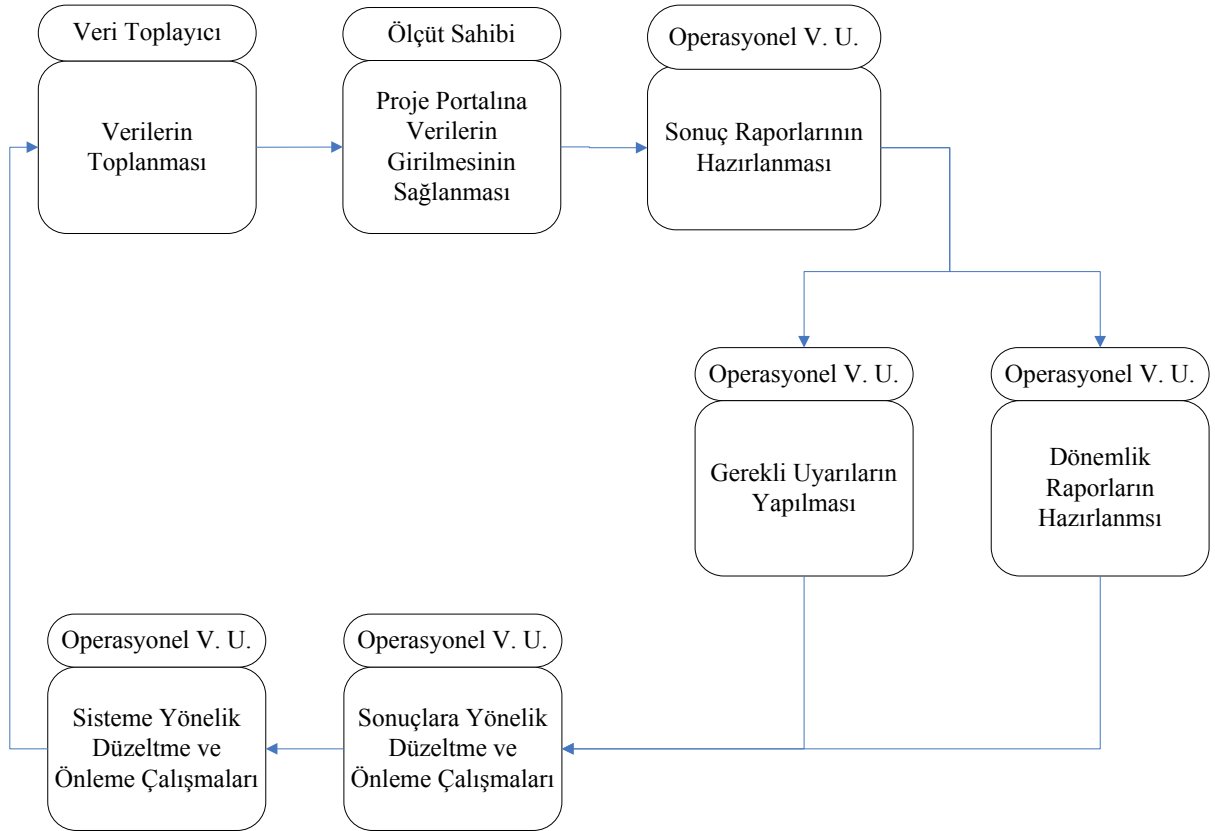 Veri Toplayıcı
Verilerin
Toplanması
Ölçüt Sahibi
Proje Portalına
Verilerin
Girilmesinin
Sağlanması
Operasyonel V. U.
Sonuç Raporlarının
Hazırlanması
Operasyonel V. U.
Gerekli Uyarıların
Yapılması
Operasyonel V. U.
Dönemlik
Raporların
Hazırlanmsı
Operasyonel V. U.
Sisteme Yönelik
Düzeltme ve
Önleme Çalışmaları
Operasyonel V. U.
Sonuçlara Yönelik
Düzeltme ve
Önleme Çalışmaları